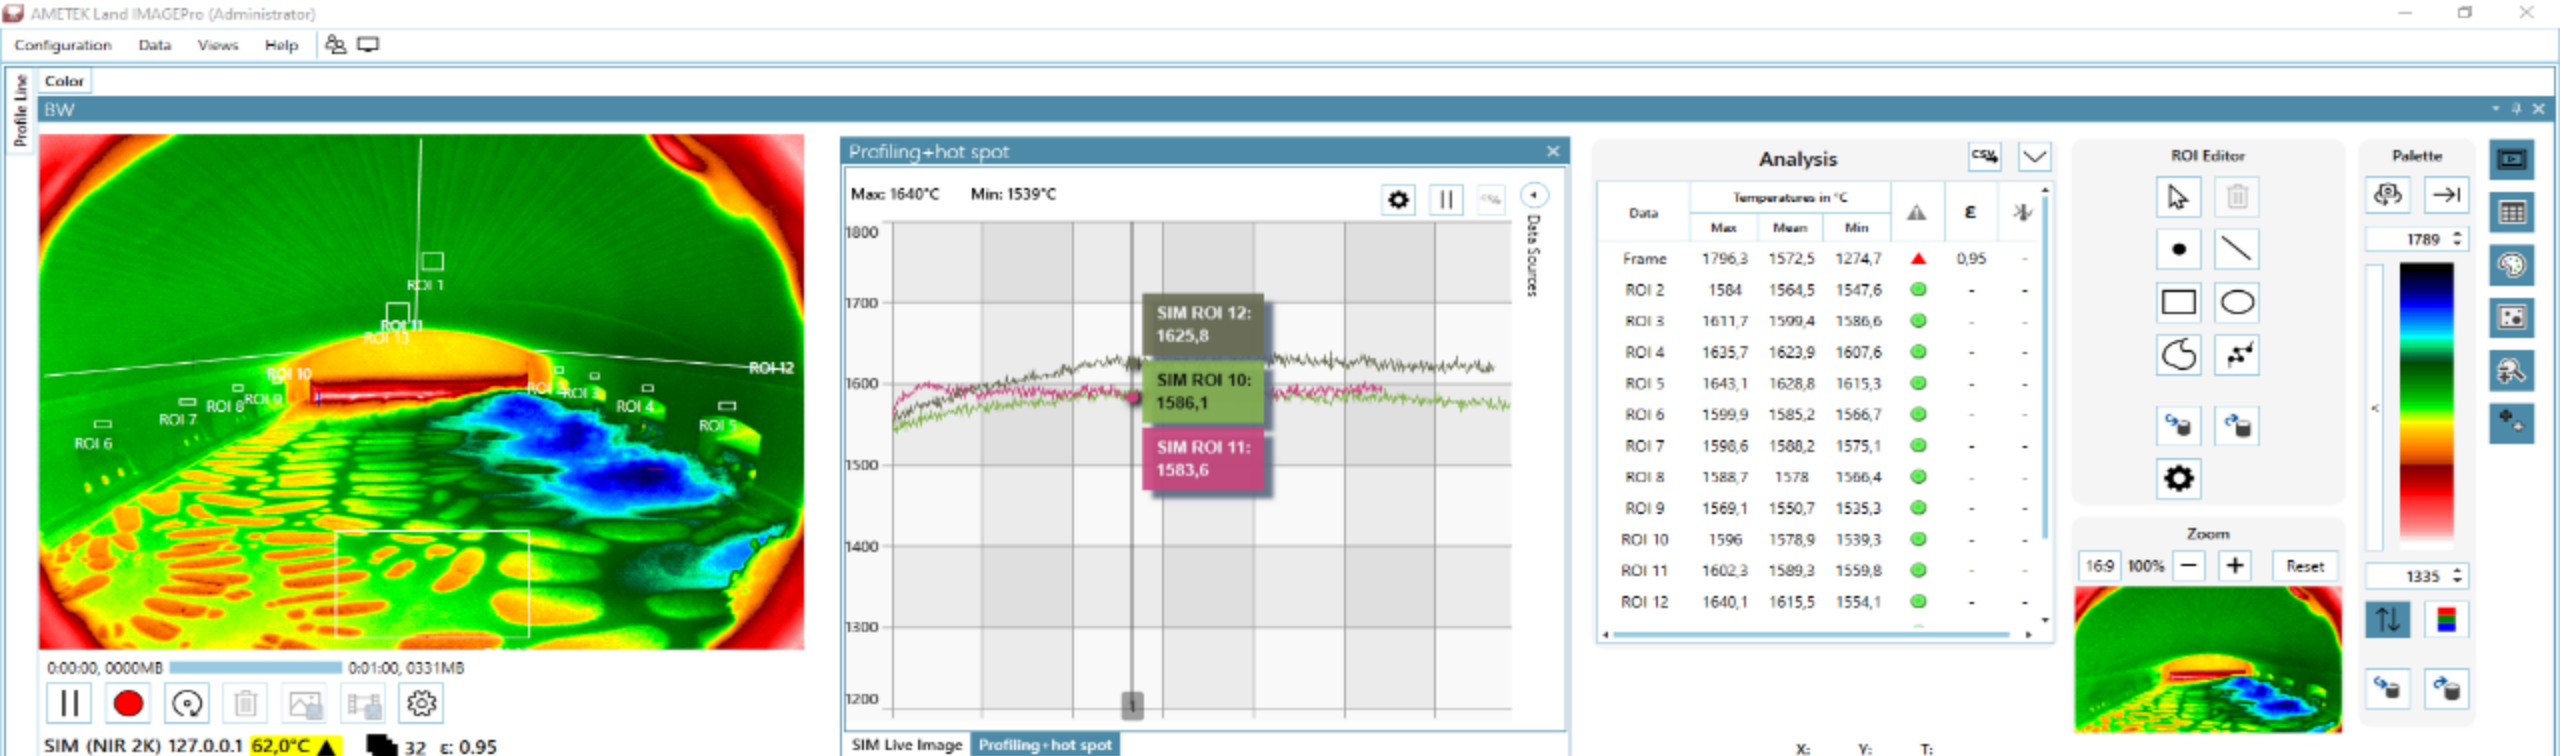 AMETEK Land IMAGEPro (Administrator)
Configuration Data Views Help
Profile Line
Color
BW
ROI 1
ROI 11
ROI 13
ROI 12
ROI 10
ROI 9
ROI 8
ROI 7
ROI 6
ROI 2
ROI 3
ROI 4
ROI 5
0:00:00, 0000MB 0:01:00, 0331MB
SIM (NIR 2K) 127.0.0.1 62,0°C 32 ε: 0.95
Profiling+hot spot
Max: 1640°C Min: 1539°C
CSV
Data Sources
1800
1700
1600
1500
1400
1300
1200
SIM ROI 12:
1625,8
SIM ROI 10:
1586,1
SIM ROI 11:
1583,6
1
SIM Live Image Profiling+hot spot
Analysis
CSV
Data Temperatures in °C ε
Max Mean Min
Frame 1796,3 1572,5 1274,7 0,95 -
ROI 2 1584 1564,5 1547,6 - -
ROI 3 1611,7 1599,4 1586,6 - -
ROI 4 1635,7 1623,9 1607,6 - -
ROI 5 1643,1 1628,8 1615,3 - -
ROI 6 1599,9 1585,2 1566,7 - -
ROI 7 1598,6 1588,2 1575,1 - -
ROI 8 1588,7 1578 1566,4 - -
ROI 9 1569,1 1550,7 1535,3 - -
ROI 10 1596 1578,9 1539,3 - -
ROI 11 1602,3 1589,3 1559,8 - -
ROI 12 1640,1 1615,5 1554,1 - -
X: Y: T:
ROI Editor
Zoom
16:9 100% Reset
Palette
1789
<
1335